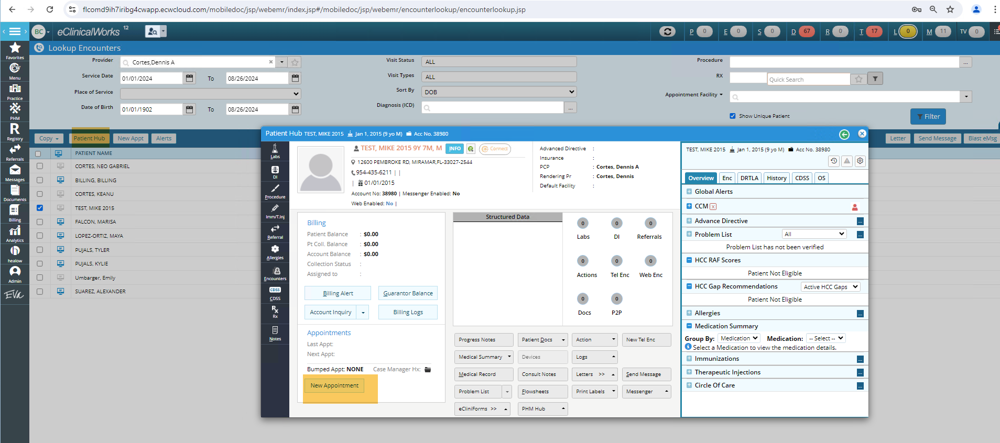 flcomd9ih7iribg4cwapp.ecwcloud.com/mobiledoc/jsp/webemr/index.jsp#/mobiledoc/jsp/webemr/encounterlookup/encounterlookup.jsp
BC eClinicalWorks 12 P 0 E 0 S 0 D 67 R 0 T 17 L 0 M 11 TV 0
Lookup Encounters
Favorites
Menu
Practice
PHM
R
Registry
Referrals
Messages
Documents
Billing
Analytics
healow
Admin
EVA
Provider Cortes,Dennis A × Visit Status ALL Procedure ...
Service Date 01/01/2024 To 08/26/2024 Visit Types ALL RX Quick Search
Place of Service Sort By DOB Appointment Facility
Date of Birth 01/01/1902 To 08/26/2024 Diagnosis (ICD) ...
Show Unique Patient Filter
Copy Patient Hub New Appt Alerts Letter Send Message Blast eMsg
PATIENT NAME
CORTES, NEO GABRIEL
BILLING, BILLING
CORTES, KEANU
TEST, MIKE 2015
FALCON, MARISA
LOPEZ-ORTIZ, MAYA
PUJALS, TYLER
PUJALS, KYLIE
Umbarger, Emily
SUAREZ, ALEXANDER
Patient Hub TEST, MIKE 2015 Jan 1, 2015 (9 yo M) Acc No. 38980
Labs
DI
Procedure
Imm/T.Inj
Referral
Allergies
Encounters
CDSS
CDSS
Rx
Rx
Notes
TEST, MIKE 2015 9Y 7M, M INFO Connect
12600 PEMBROKE RD, MIRAMAR,FL-33027-2544
954-435-6211 | |
| 01/01/2015
Account No: 38980 | Messenger Enabled: No
Web Enabled: No |
Advanced Directive :
Insurance :
PCP : Cortes, Dennis A
Rendering Pr : Cortes, Dennis
Default Facility :
Billing
Patient Balance : $0.00
Pt Coll. Balance : $0.00
Account Balance : $0.00
Collection Status :
Assigned to :
Billing Alert Guarantor Balance
Account Inquiry Billing Logs
Appointments
Last Appt:
Next Appt:
Bumped Appt: NONE Case Manager Hx:
New Appointment
Structured Data
0 0 0
Labs DI Referrals
0 0 0
Actions Tel Enc Web Enc
0 0
Docs P2P
Progress Notes Patient Docs Action New Tel Enc
Medical Summary Devices Logs
Medical Record Consult Notes Letters >> Send Message
Problem List Flowsheets Print Labels Messenger
eCliniForms >> PHM Hub
TEST, MIKE 2015 Jan 1, 2015 (9 yo M) Acc No. 38980
Overview Enc DRTLA History CDSS OS
Global Alerts
CCM X
Advance Directive ...
Problem List All ...
Problem List has not been verified
HCC RAF Scores
Patient Not Eligible
HCC Gap Recommendations Active HCC Gaps
Patient Not Eligible
Allergies ...
Medication Summary
Group By: Medication Medication: -- Select --
Select a Medication to view the medication details.
Immunizations ...
Therapeutic Injections ...
Circle Of Care ...